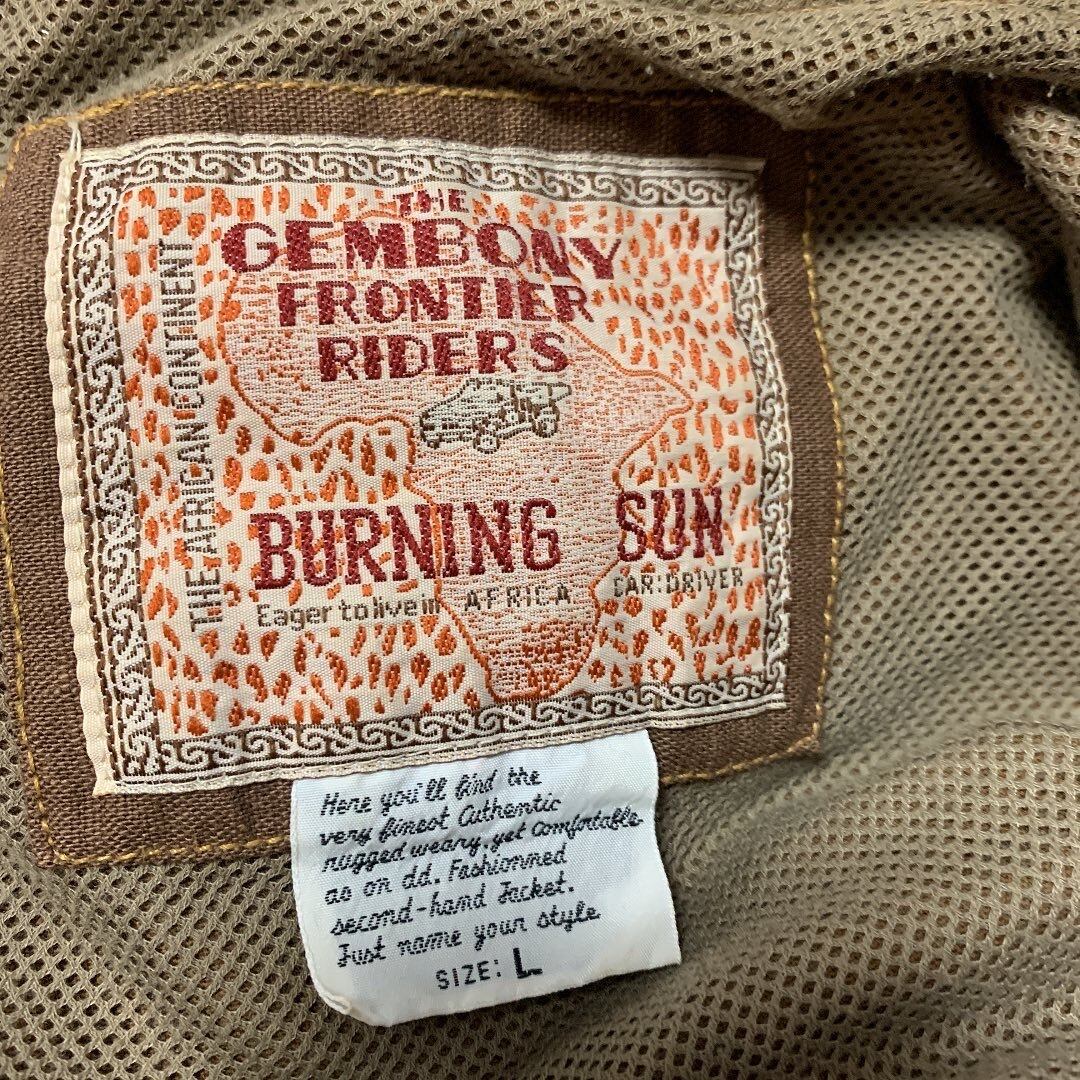 THE
GEMBONY
FRONTIER
RIDERS
THE AFRICAN CONTINENT
BURNING SUN
Eager to live in AFRICA CAR:DRIVER
Here you'll find the
very finest Authentic
rugged weary, yet Comfortable
as on dd. Fashionned
second-hand Jacket.
Just name your style
SIZE: L